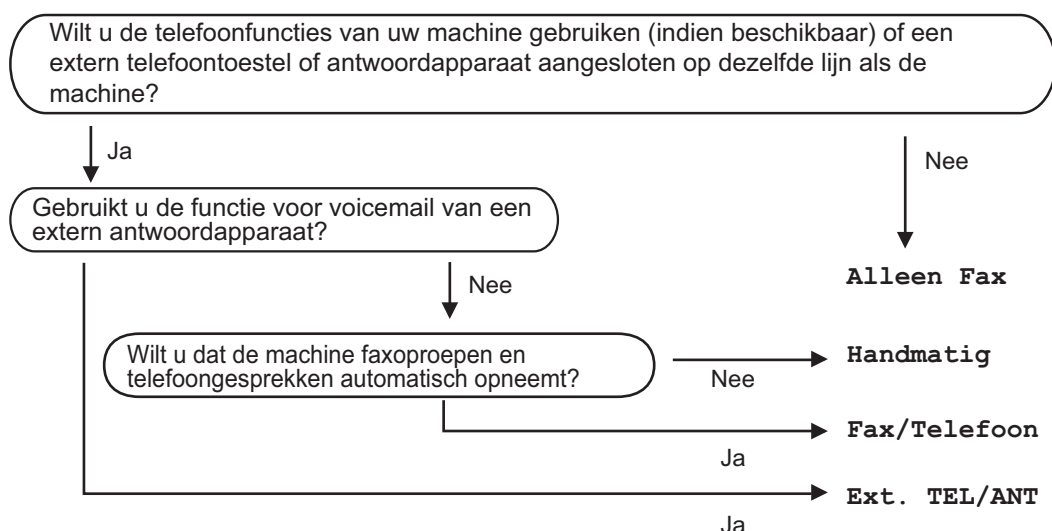 Wilt u de telefoonfuncties van uw machine gebruiken (indien beschikbaar) of een
extern telefoontoestel of antwoordapparaat aangesloten op dezelfde lijn als de
machine?
Ja
Nee
Gebruikt u de functie voor voicemail van een
extern antwoordapparaat?
Nee
Alleen Fax
Wilt u dat de machine faxoproepen en
telefoongesprekken automatisch opneemt?
Nee
Handmatig
Ja
Fax/Telefoon
Ja
Ext. TEL/ANT